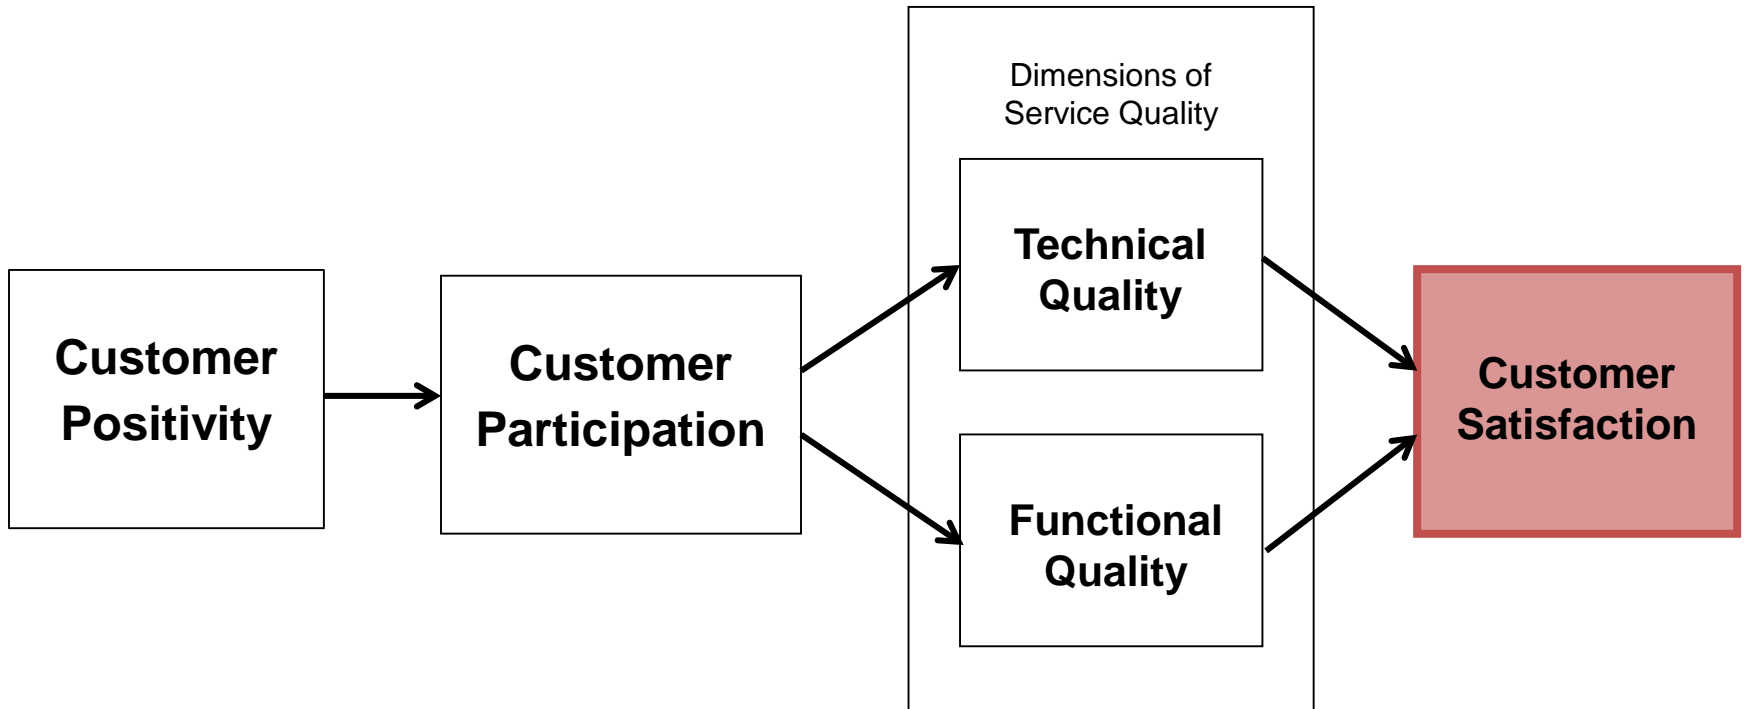 Dimensions of
Service Quality
Customer
Positivity
Customer
Participation
Technical
Quality
Functional
Quality
Customer
Satisfaction